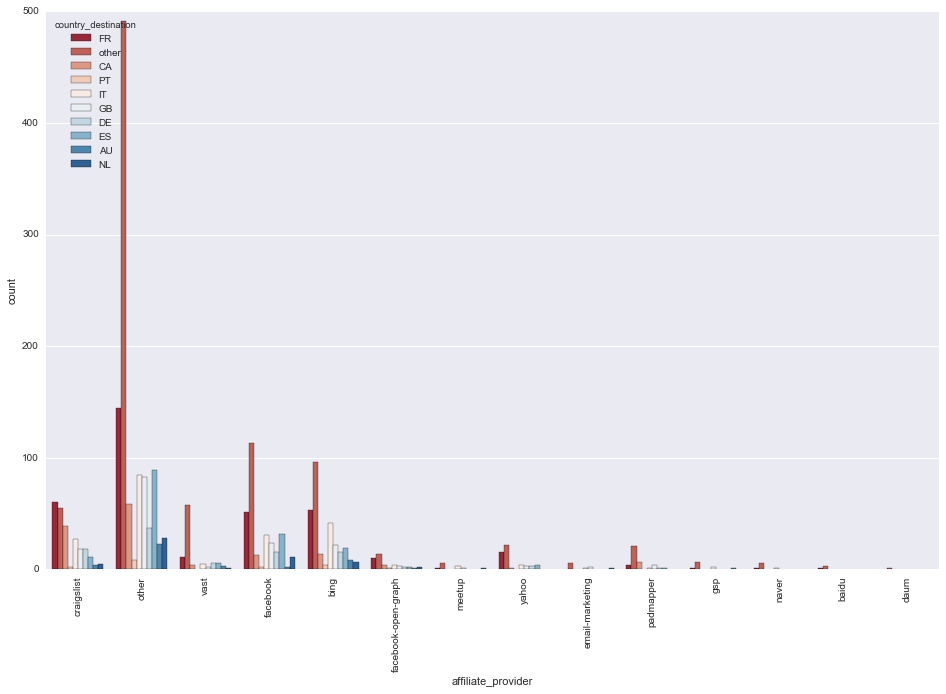 500
400
300
200
100
0
count
country_destination
FR
other
CA
PT
IT
GB
DE
ES
AU
NL
craigslist
other
vast
facebook
bing
facebook-open-graph
meetup
yahoo
email-marketing
padmapper
gsp
naver
baidu
daum
affiliate_provider